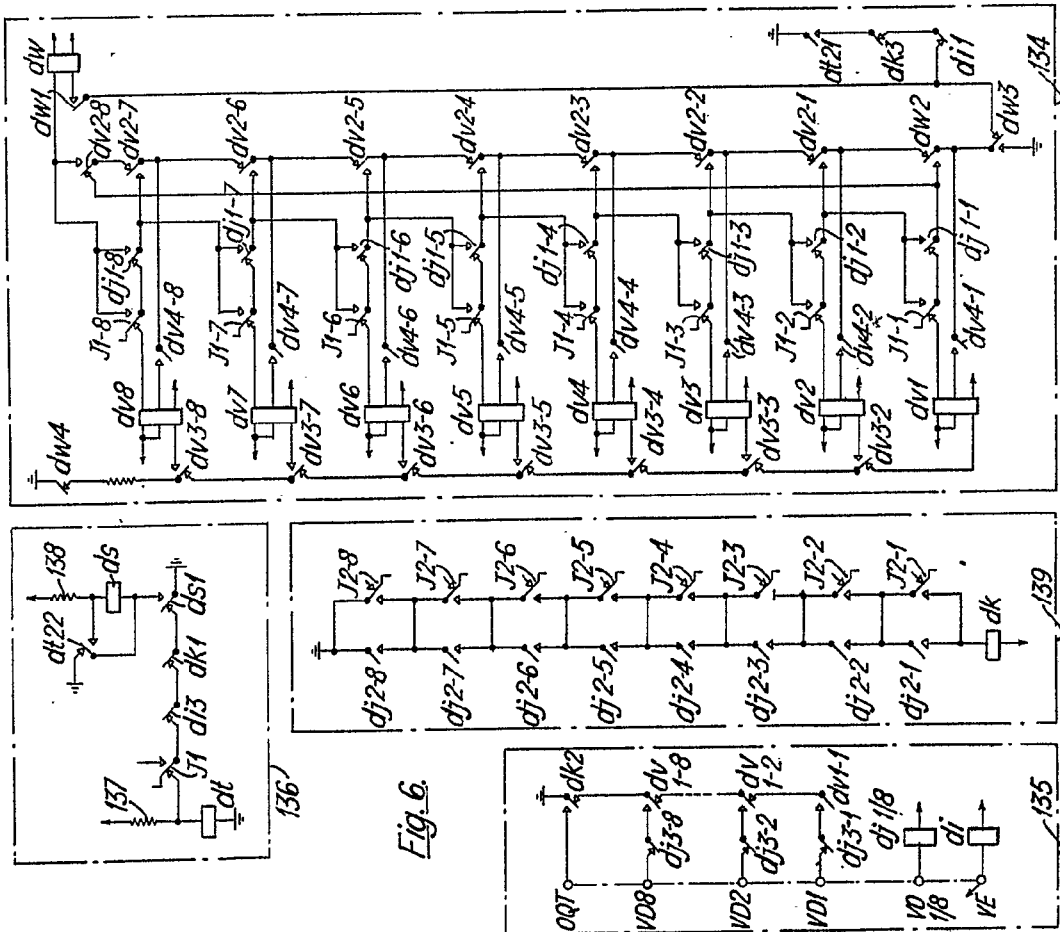 dw4
dw
dw1
dv2-8
dv2-7
dv2-6
dv2-5
dv2-4
dv2-3
dv2-2
dv2-1
dw2
dt21
dk3
di1
dw3
134
dj1-8
dj1-7
dj1-6
dj1-5
dj1-4
dj1-3
dj1-2
dj1-1
J1-8
J1-7
J1-6
J1-5
J1-4
J1-3
J1-2
J1-1
dv4-8
dv4-7
dv4-6
dv4-5
dv4-4
dv4-3
dv4-2
dv4-1
dv8
dv7
dv6
dv5
dv4
dv3
dv2
dv1
dv3-8
dv3-7
dv3-6
dv3-5
dv3-4
dv3-3
dv3-2
138
dt22
ds
ds1
dk1
di3
J1
137
dt
136
J2-8
J2-7
J2-6
J2-5
J2-4
J2-3
J2-2
J2-1
dj2-8
dj2-7
dj2-6
dj2-5
dj2-4
dj2-3
dj2-2
dj2-1
dk
139
Fig. 6.
dk2
dv
1-8
dv
1-2
dv1-1
dj3-8
dj3-2
dj3-1
dj1/8
di
OQT
VD8
VD2
VD1
VD
1/8
VE
135